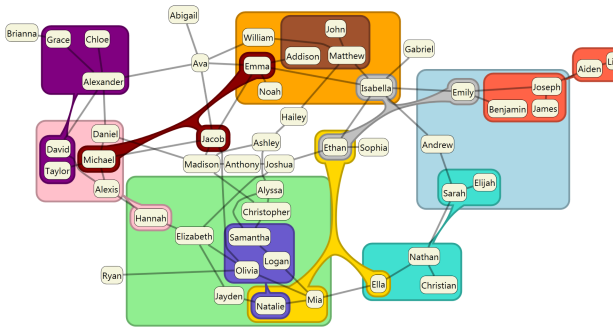 Abigail
Brianna
Grace
Chloe
William
John
Ava
Emma
Addison
Matthew
Gabriel
Alexander
Noah
Isabella
Emily
Joseph
Aiden
Li
Benjamin
James
Hailey
Daniel
Jacob
Ashley
Ethan
Sophia
Andrew
David
Michael
Taylor
Madison
Anthony
Joshua
Alexis
Alyssa
Sarah
Elijah
Hannah
Christopher
Elizabeth
Samantha
Logan
Nathan
Ryan
Olivia
Ella
Christian
Jayden
Natalie
Mia